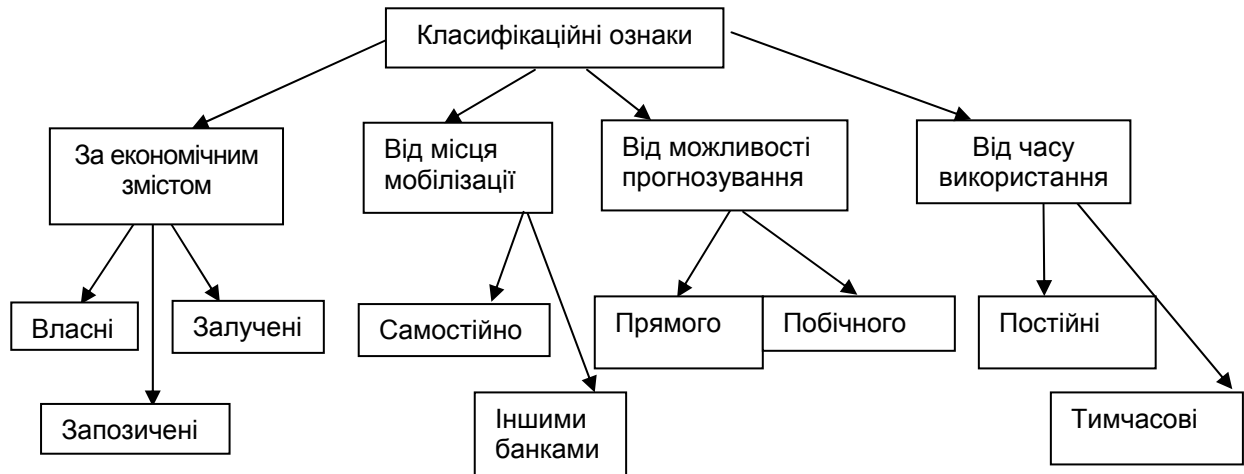 Класифікаційні ознаки
За економічним
змістом
Від місця
мобілізації
Від можливості
прогнозування
Від часу
використання
Власні
Залучені
Запозичені
Самостійно
Іншими
банками
Прямого
Побічного
Постійні
Тимчасові